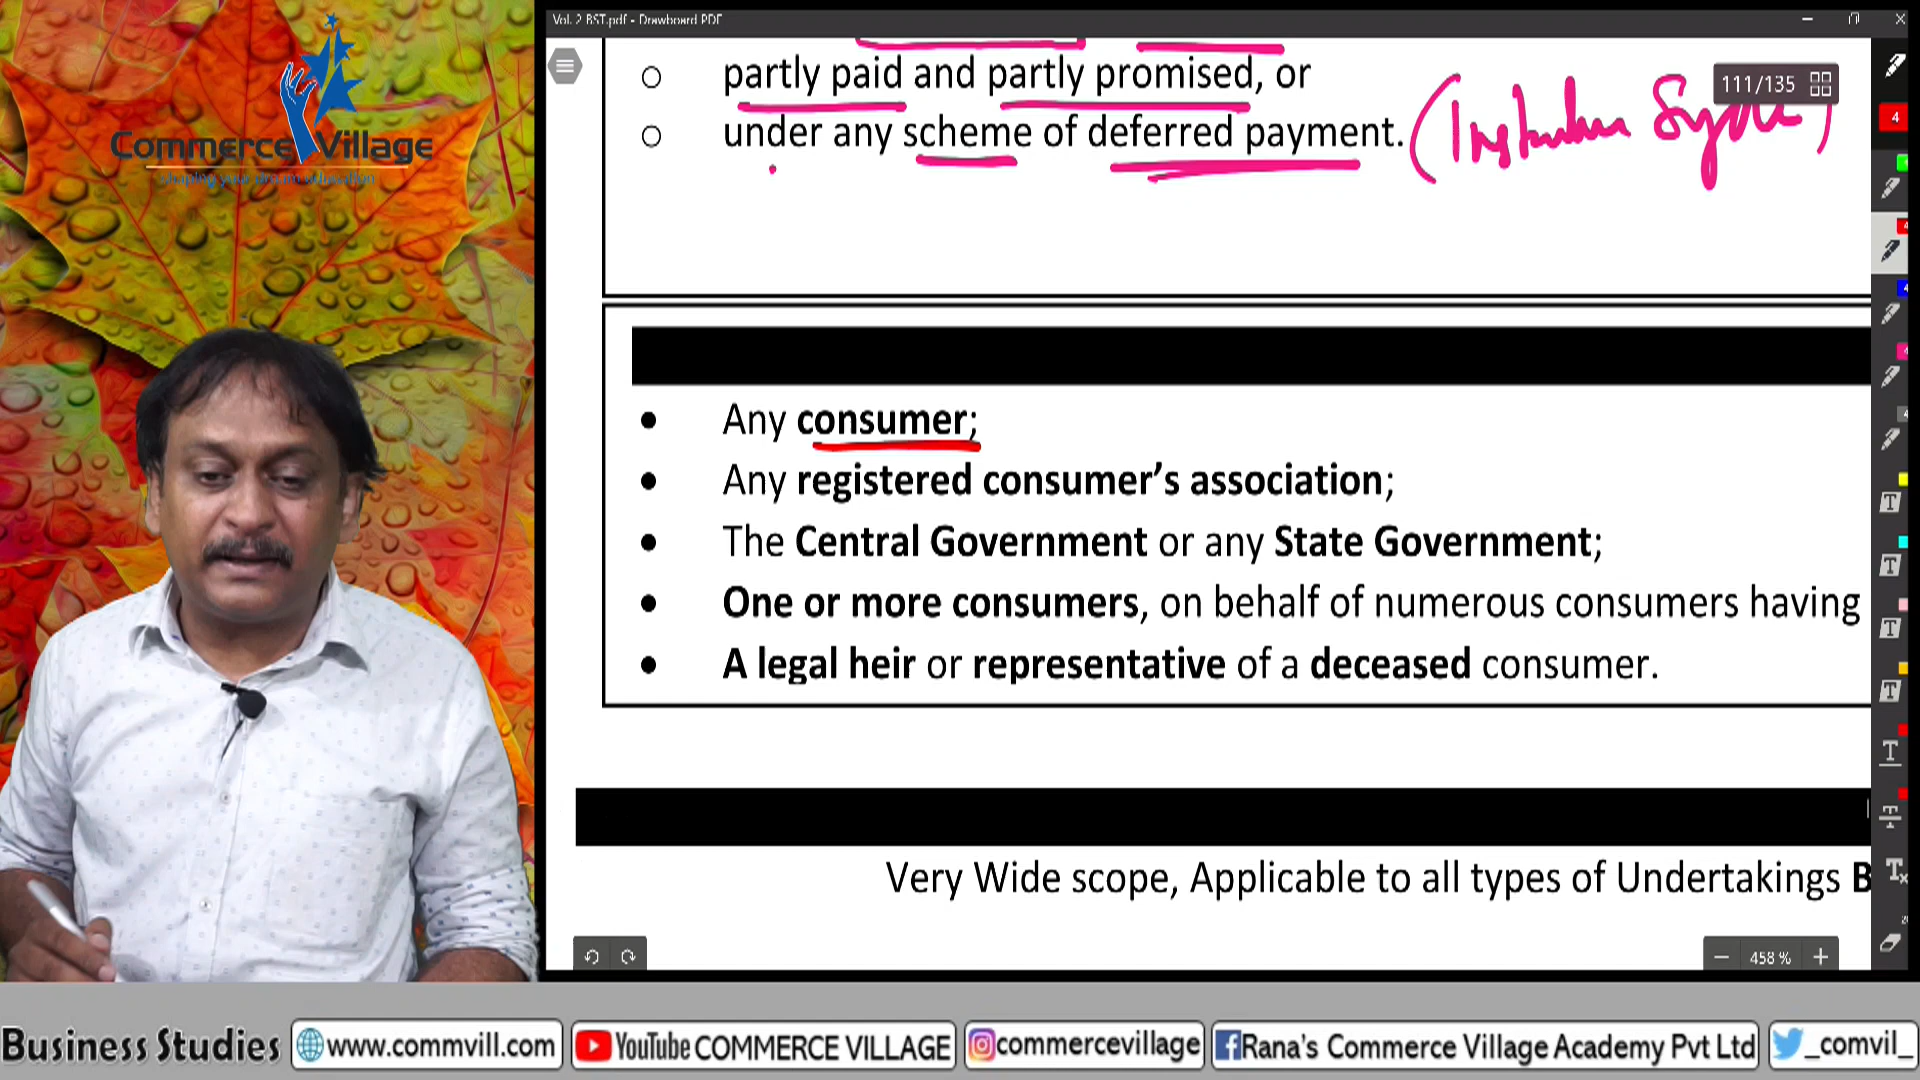 Vol. 2 BST.pdf - Drawboard PDF
Commerce Village
shaping your dream education
partly paid and partly promised, or
111/135
under any scheme of deferred payment.
Any consumer;
Any registered consumer’s association;
The Central Government or any State Government;
One or more consumers, on behalf of numerous consumers having
A legal heir or representative of a deceased consumer.
Very Wide scope, Applicable to all types of Undertakings B
458 %
Business Studies
www.commvill.com
YouTube COMMERCE VILLAGE
commercevillage
Rana’s Commerce Village Academy Pvt Ltd
_comvil_